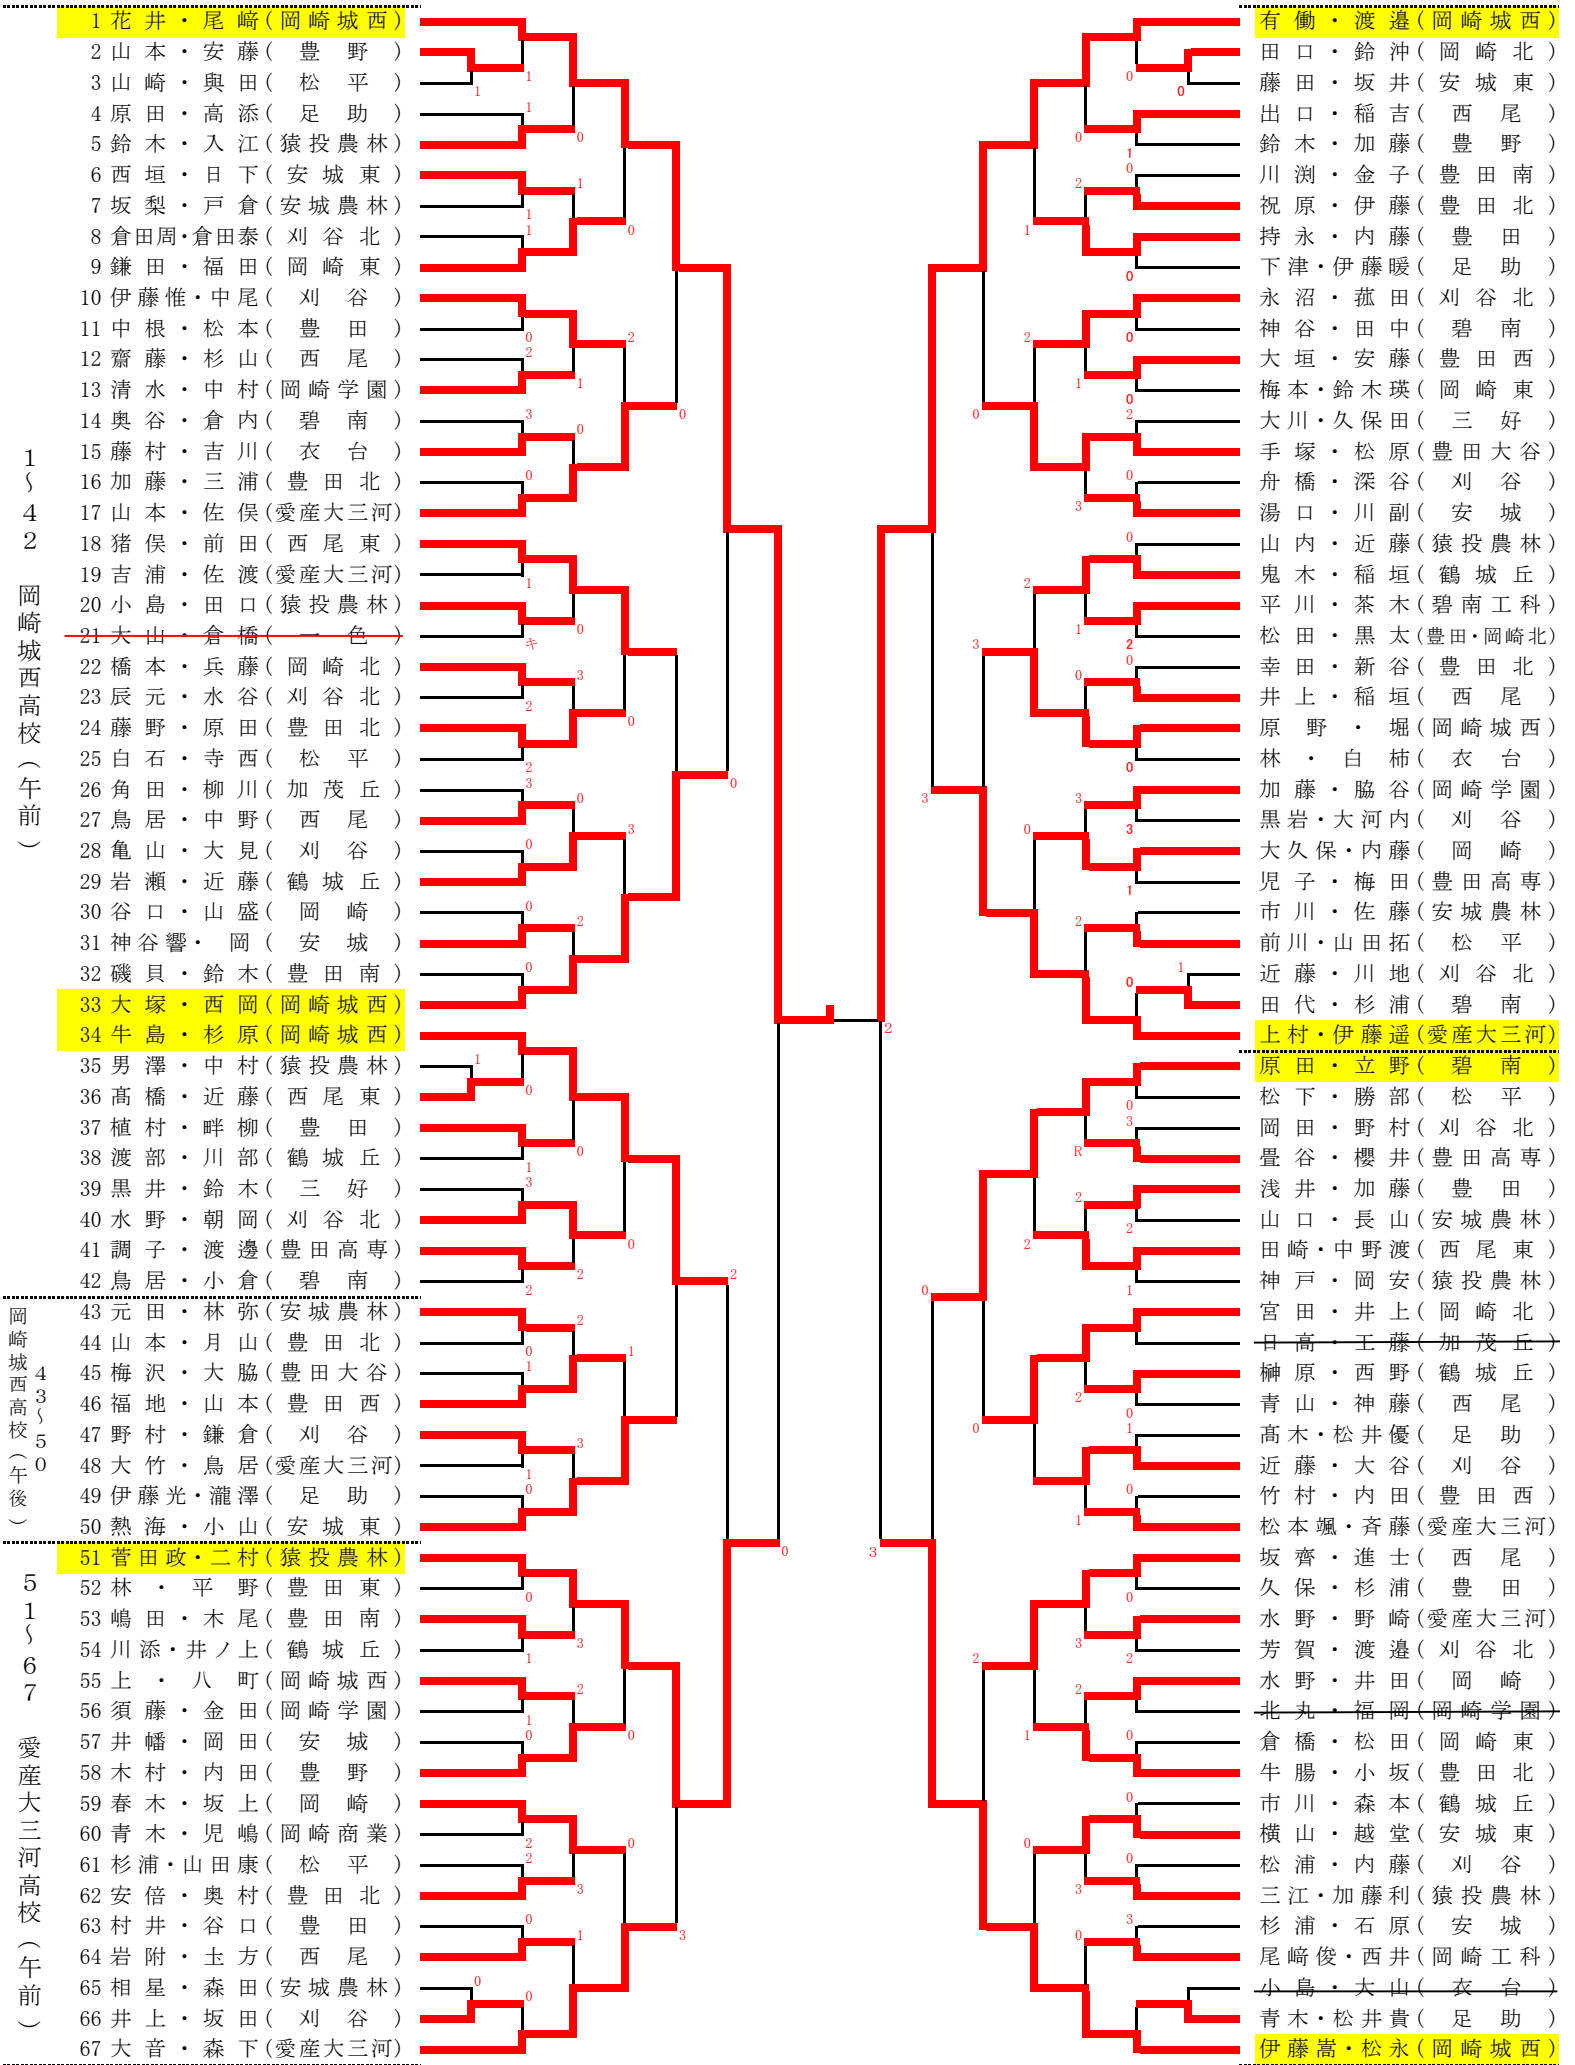 1 花井・尾﨑(岡崎城西)
2 山本・安藤(豊野)
3 山崎・與田(松平)
4 原田・高添(足助)
5 鈴木・入江(猿投農林)
6 西垣・日下(安城東)
7 坂梨・戸倉(安城農林)
8 倉田周・倉田泰(刈谷北)
9 鎌田・福田(岡崎東)
10 伊藤惟・中尾(刈谷)
11 中根・松本(豊田)
12 齋藤・杉山(西尾)
13 清水・中村(岡崎学園)
14 奥谷・倉内(碧南)
15 藤村・吉川(衣台)
16 加藤・三浦(豊田北)
17 山本・佐俣(愛産大三河)
18 猪俣・前田(西尾東)
19 吉浦・佐渡(愛産大三河)
20 小島・田口(猿投農林)
21 大山・倉橋(一色)
22 橋本・兵藤(岡崎北)
23 辰元・水谷(刈谷北)
24 藤野・原田(豊田北)
25 白石・寺西(松平)
26 角田・柳川(加茂丘)
27 鳥居・中野(西尾)
28 亀山・大見(刈谷)
29 岩瀬・近藤(鶴城丘)
30 谷口・山盛(岡崎)
31 神谷響・岡(安城)
32 磯貝・鈴木(豊田南)
33 大塚・西岡(岡崎城西)
34 牛島・杉原(岡崎城西)
35 男澤・中村(猿投農林)
36 髙橋・近藤(西尾東)
37 植村・畔柳(豊田)
38 渡部・川部(鶴城丘)
39 黒井・鈴木(三好)
40 水野・朝岡(刈谷北)
41 調子・渡邊(豊田高専)
42 鳥居・小倉(碧南)
43 元田・林弥(安城農林)
44 山本・月山(豊田北)
45 梅沢・大脇(豊田大谷)
46 福地・山本(豊田西)
47 野村・鎌倉(刈谷)
48 大竹・鳥居(愛産大三河)
49 伊藤光・瀧澤(足助)
50 熱海・小山(安城東)
51 菅田政・二村(猿投農林)
52 林・平野(豊田東)
53 嶋田・木尾(豊田南)
54 川添・井ノ上(鶴城丘)
55 上・八町(岡崎城西)
56 須藤・金田(岡崎学園)
57 井幡・岡田(安城)
58 木村・内田(豊野)
59 春木・坂上(岡崎)
60 青木・児嶋(岡崎商業)
61 杉浦・山田康(松平)
62 安倍・奥村(豊田北)
63 村井・谷口(豊田)
64 岩附・圡方(西尾)
65 相星・森田(安城農林)
66 井上・坂田(刈谷)
67 大音・森下(愛産大三河)
1～42 岡崎城西高校(午前)
43～50
岡崎城西高校(午後)
51～67 愛産大三河高校(午前)
有働・渡邉(岡崎城西)
田口・鈴沖(岡崎北)
藤田・坂井(安城東)
出口・稲吉(西尾)
鈴木・加藤(豊野)
川渕・金子(豊田南)
祝原・伊藤(豊田北)
持永・内藤(豊田)
下津・伊藤暖(足助)
永沼・菰田(刈谷北)
神谷・田中(碧南)
大垣・安藤(豊田西)
梅本・鈴木瑛(岡崎東)
大川・久保田(三好)
手塚・松原(豊田大谷)
舟橋・深谷(刈谷)
湯口・川副(安城)
山内・近藤(猿投農林)
鬼木・稲垣(鶴城丘)
平川・茶木(碧南工科)
松田・黒太(豊田・岡崎北)
幸田・新谷(豊田北)
井上・稲垣(西尾)
原野・堀(岡崎城西)
林・白柿(衣台)
加藤・脇谷(岡崎学園)
黒岩・大河内(刈谷)
大久保・内藤(岡崎)
児子・梅田(豊田高専)
市川・佐藤(安城農林)
前川・山田拓(松平)
近藤・川地(刈谷北)
田代・杉浦(碧南)
上村・伊藤遥(愛産大三河)
原田・立野(碧南)
松下・勝部(松平)
岡田・野村(刈谷北)
畳谷・櫻井(豊田高専)
浅井・加藤(豊田)
山口・長山(安城農林)
田崎・中野渡(西尾東)
神戸・岡安(猿投農林)
宮田・井上(岡崎北)
日高・工藤(加茂丘)
榊原・西野(鶴城丘)
青山・神藤(西尾)
髙木・松井優(足助)
近藤・大谷(刈谷)
竹村・内田(豊田西)
松本颯・斉藤(愛産大三河)
坂齊・進士(西尾)
久保・杉浦(豊田)
水野・野崎(愛産大三河)
芳賀・渡邉(刈谷北)
水野・井田(岡崎)
北丸・福岡(岡崎学園)
倉橋・松田(岡崎東)
牛腸・小坂(豊田北)
市川・森本(鶴城丘)
横山・越堂(安城東)
松浦・内藤(刈谷)
三江・加藤利(猿投農林)
杉浦・石原(安城)
尾﨑俊・西井(岡崎工科)
小島・大山(衣台)
青木・松井貴(足助)
伊藤嵩・松永(岡崎城西)